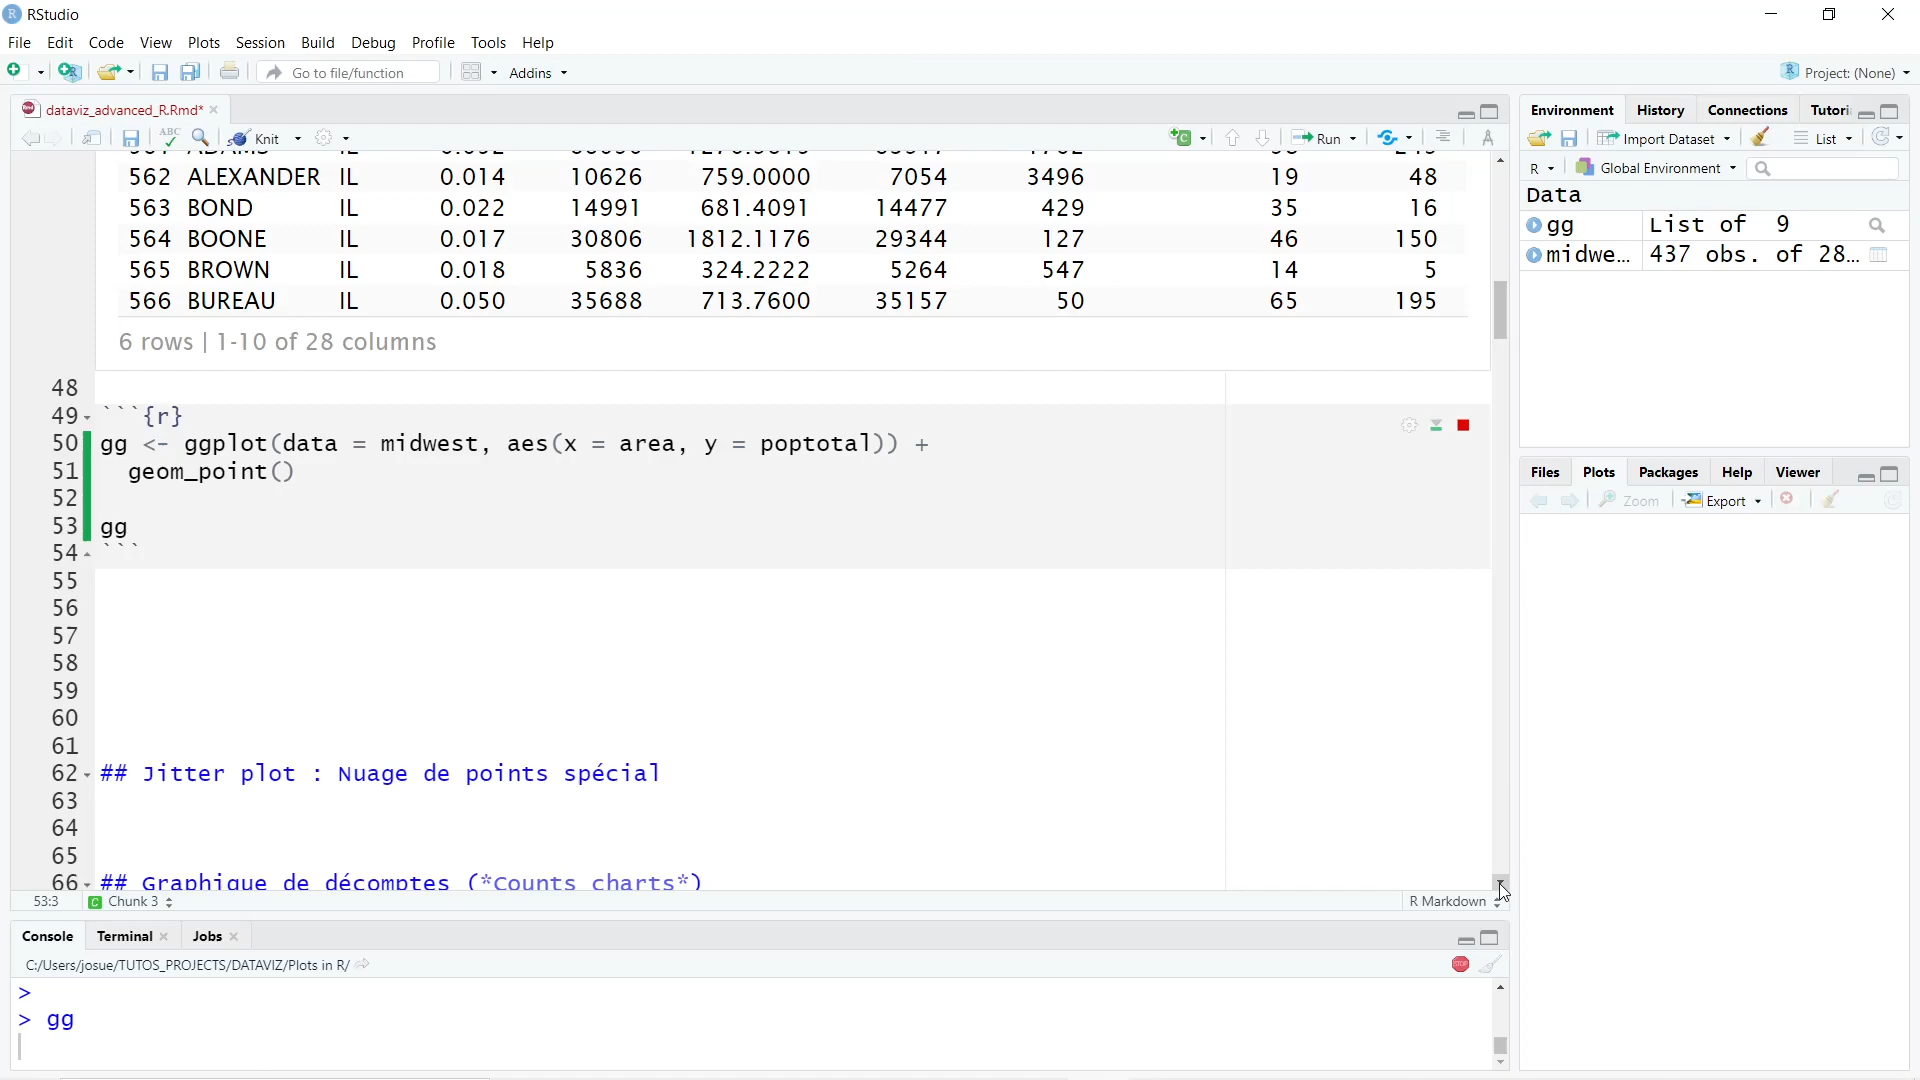 RStudio
File Edit Code View Plots Session Build Debug Profile Tools Help
Go to file/function Addins Project: (None)
dataviz_advanced_R.Rmd*
Knit Run
562 ALEXANDER IL 0.014 10626 759.0000 7054 3496 19 48
563 BOND IL 0.022 14991 681.4091 14477 429 35 16
564 BOONE IL 0.017 30806 1812.1176 29344 127 46 150
565 BROWN IL 0.018 5836 324.2222 5264 547 14 5
566 BUREAU IL 0.050 35688 713.7600 35157 50 65 195
6 rows | 1-10 of 28 columns
48
49 ```{r}
50 gg <- ggplot(data = midwest, aes(x = area, y = poptotal)) +
51 geom_point()
52
53 gg
54 ```
55
56
57
58
59
60
61
62 ## Jitter plot : Nuage de points spécial
63
64
65
66 ## Graphique de décomptes (*Counts charts*)
53:3 Chunk 3 R Markdown
Console Terminal Jobs
C:/Users/josue/TUTOS_PROJECTS/DATAVIZ/Plots in R/
>
> gg
Environment History Connections Tutori
Import Dataset List
R Global Environment
Data
gg List of 9
midwe... 437 obs. of 28...
Files Plots Packages Help Viewer
Zoom Export